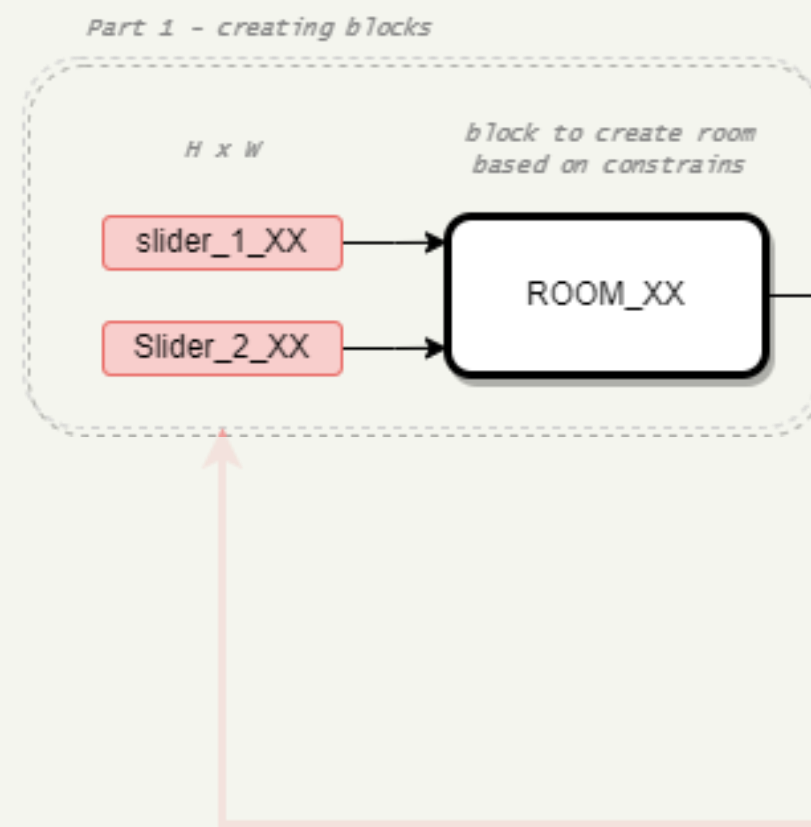 Part 1 - creating blocks
H x W
block to create room
based on constrains
slider_1_XX
Slider_2_XX
ROOM_XX